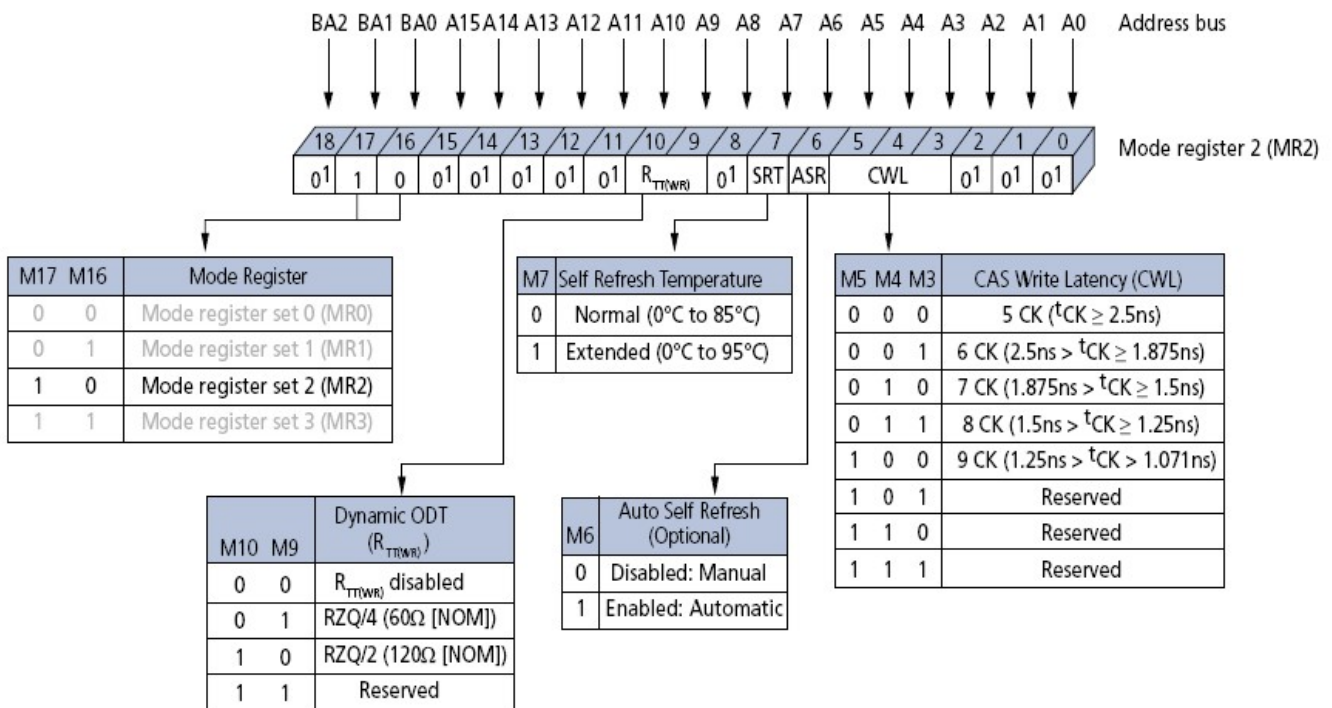 BA2 BA1 BA0 A15 A14 A13 A12 A11 A10 A9 A8 A7 A6 A5 A4 A3 A2 A1 A0 Address bus
18 17 16 15 14 13 12 11 10 9 8 7 6 5 4 3 2 1 0
Mode register 2 (MR2)
0¹ 1 0 0¹ 0¹ 0¹ 0¹ 0¹ R_TT(WR) 0¹ SRT ASR CWL 0¹ 0¹ 0¹
M17 M16 Mode Register
0 0 Mode register set 0 (MR0)
0 1 Mode register set 1 (MR1)
1 0 Mode register set 2 (MR2)
1 1 Mode register set 3 (MR3)
M7 Self Refresh Temperature
0 Normal (0°C to 85°C)
1 Extended (0°C to 95°C)
M5 M4 M3 CAS Write Latency (CWL)
0 0 0 5 CK (ᵗCK ≥ 2.5ns)
0 0 1 6 CK (2.5ns > ᵗCK ≥ 1.875ns)
0 1 0 7 CK (1.875ns > ᵗCK ≥ 1.5ns)
0 1 1 8 CK (1.5ns > ᵗCK ≥ 1.25ns)
1 0 0 9 CK (1.25ns > ᵗCK > 1.071ns)
1 0 1 Reserved
1 1 0 Reserved
1 1 1 Reserved
Dynamic ODT
M10 M9 (R_TT(WR))
0 0 R_TT(WR) disabled
0 1 RZQ/4 (60Ω [NOM])
1 0 RZQ/2 (120Ω [NOM])
1 1 Reserved
Auto Self Refresh
M6 (Optional)
0 Disabled: Manual
1 Enabled: Automatic